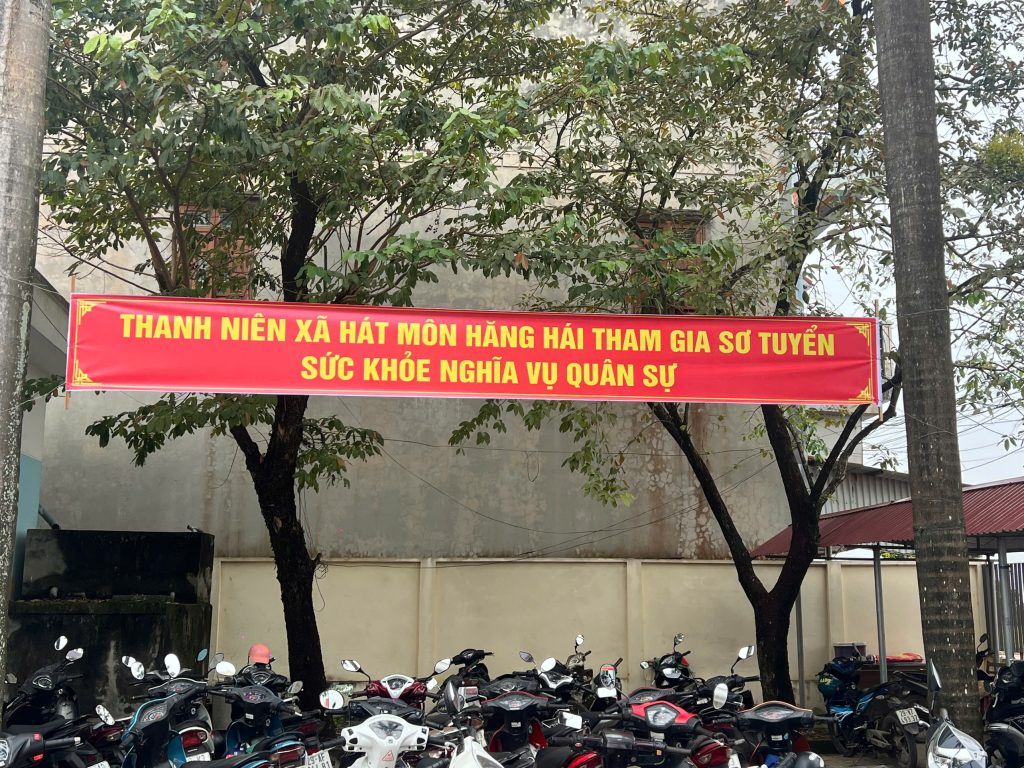 THANH NIÊN XÃ HÁT MÔN HĂNG HÁI THAM GIA SƠ TUYỂN
SỨC KHỎE NGHĨA VỤ QUÂN SỰ